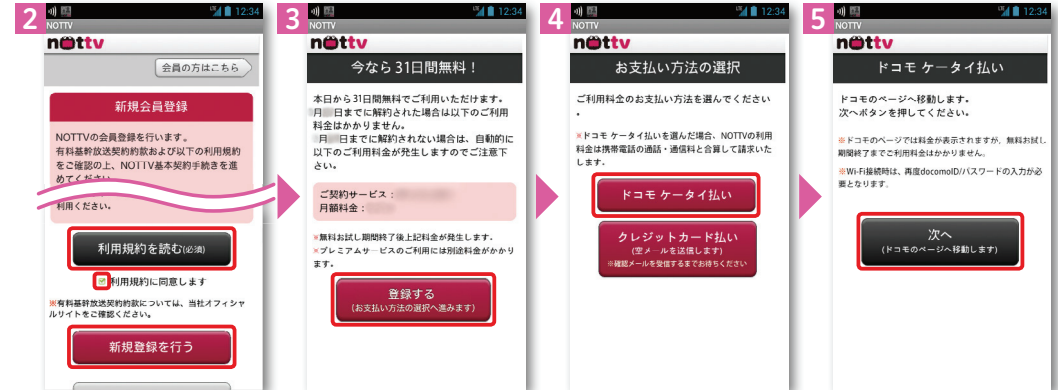 2
12:34
NOTTV
nottv
会員の方はこちら
新規会員登録
NOTTVの会員登録を行います。
有料基幹放送契約約款および以下の利用規約
をご確認の上、NOTTV基本契約手続きを進
めてください
利用ください。
利用規約を読む(必須)
利用規約に同意します
※有料基幹放送契約約款については、当社オフィシャ
ルサイトをご確認ください。
新規登録を行う
3
12:34
NOTTV
nottv
今なら31日間無料！
本日から31日間無料でご利用いただけます。
月 日までに解約された場合は以下のご利用
料金はかかりません。
月 日までに解約されない場合は、自動的に
以下のご利用料金が発生しますのでご注意下
さい。
ご契約サービス：
月額料金：
※無料お試し期間終了後上記料金が発生します。
※プレミアムサービスのご利用には別途料金がかかり
ます。
登録する
(お支払い方法の選択へ進みます)
4
12:34
NOTTV
nottv
お支払い方法の選択
ご利用料金のお支払い方法を選んでください
。
※ドコモ ケータイ払いを選んだ場合、NOTTVの利用
料金は携帯電話の通話・通信料と合算して請求いた
します。
ドコモ ケータイ払い
クレジットカード払い
(空メールを送信します)
※確認メールを受信するまでお待ちください
5
12:34
NOTTV
nottv
ドコモ ケータイ払い
ドコモのページへ移動します。
次へボタンを押してください。
※ドコモのページでは料金が表示されますが、無料お試し
期間終了までご利用料金はかかりません。
※Wi-Fi接続時は、再度docomoID/パスワードの入力が必
要となります。
次へ
(ドコモのページへ移動します)